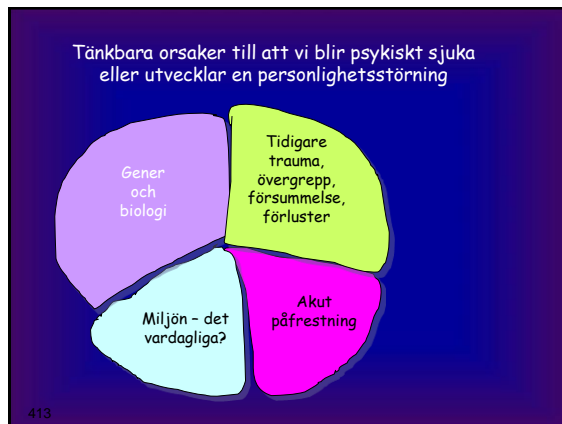 Tänkbara orsaker till att vi blir psykiskt sjuka
eller utvecklar en personlighetsstörning
Gener
och
biologi
Tidigare
trauma,
övergrepp,
försummelse,
förluster
Miljön – det
vardagliga?
Akut
påfrestning
413